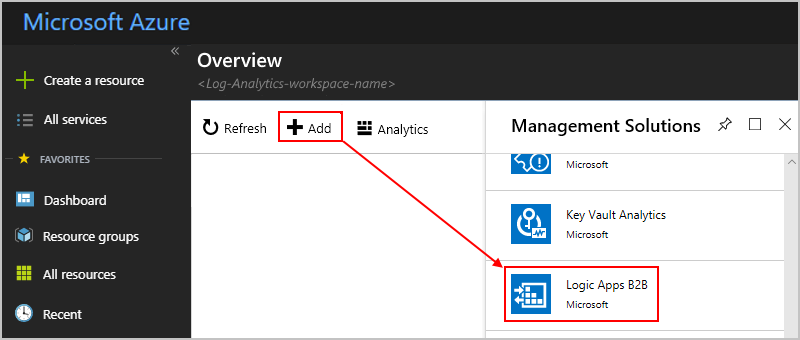 Microsoft Azure
«
Create a resource
All services
FAVORITES
Dashboard
Resource groups
All resources
Recent
Overview
<Log-Analytics-workspace-name>
Refresh
Add
Analytics
Management Solutions
Microsoft
Key Vault Analytics
Microsoft
Logic Apps B2B
Microsoft